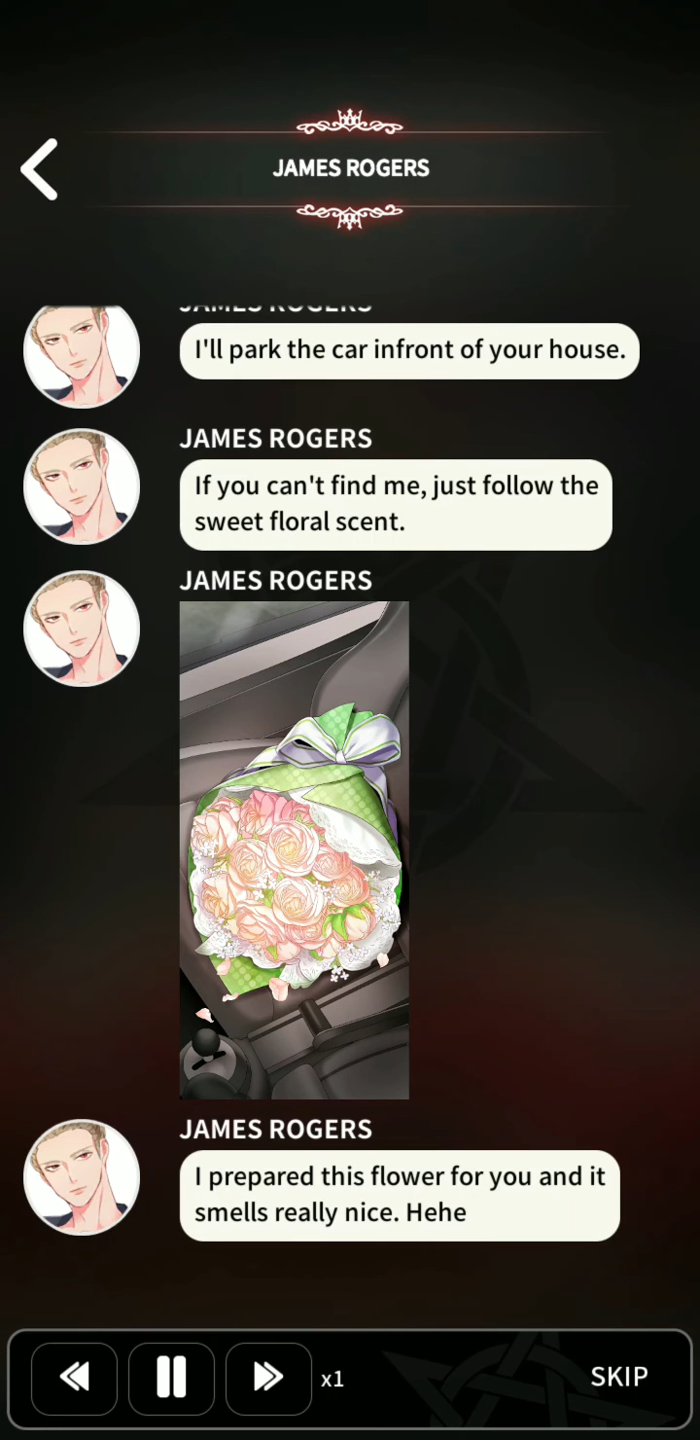 JAMES ROGERS
JAMES ROGERS
I'll park the car infront of your house.
JAMES ROGERS
If you can't find me, just follow the
sweet floral scent.
JAMES ROGERS
JAMES ROGERS
I prepared this flower for you and it
smells really nice. Hehe
x1
SKIP